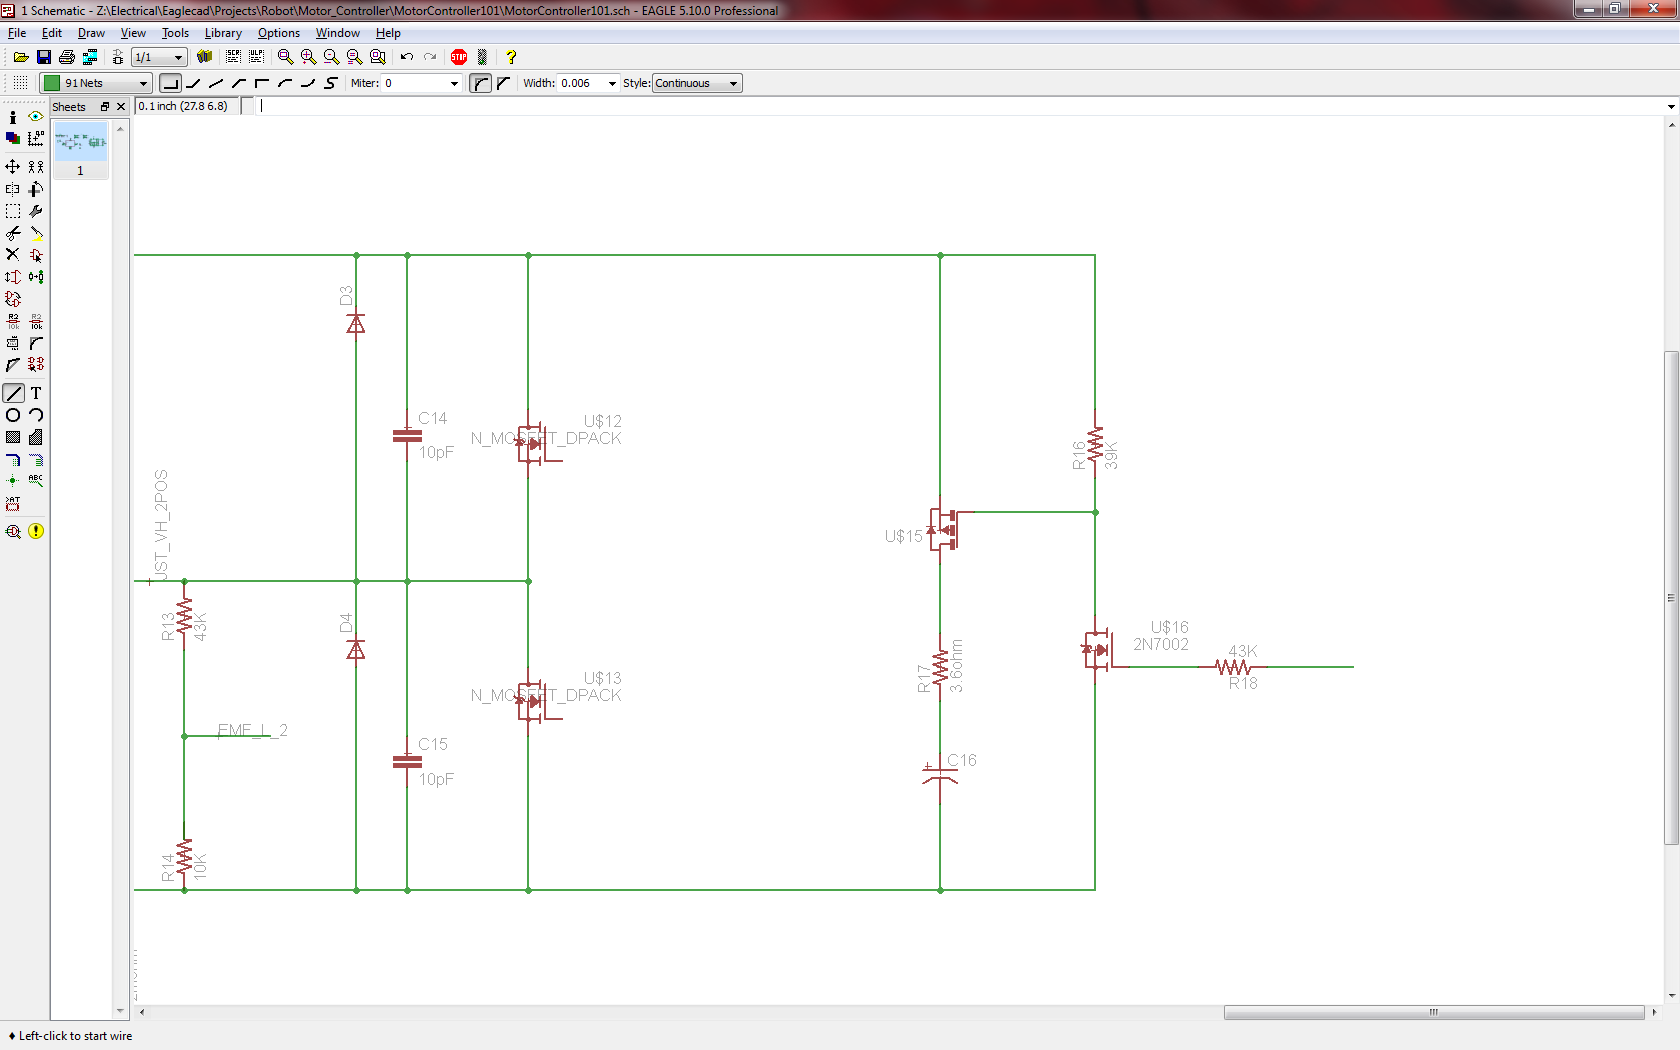 1 Schematic - Z:\Electrical\Eaglecad\Projects\Robot\Motor_Controller\MotorController101\MotorController101.sch - EAGLE 5.10.0 Professional
File Edit Draw View Tools Library Options Window Help
1/1 SCR ULP STOP ?
91 Nets Miter: 0 Width: 0.006 Style: Continuous
Sheets 0.1 inch (27.8 6.8)
1
D3
C14
10pF
U$12
N_MOSFET_DPACK
R16
39K
JST_VH_2POS
U$15
R13
43K
D4
U$16
2N7002
43K
R18
R17
3.6ohm
U$13
N_MOSFET_DPACK
EMF_L_2
C15
10pF
C16
R14
10K
Left-click to start wire